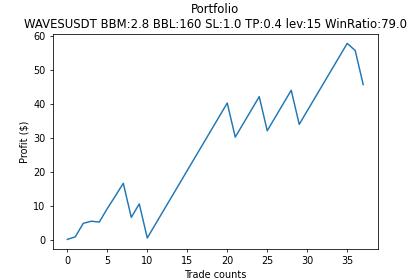 Portfolio
WAVESUSDT BBM:2.8 BBL:160 SL:1.0 TP:0.4 lev:15 WinRatio:79.0
60
50
40
30
20
10
0
Profit ($)
0 5 10 15 20 25 30 35
Trade counts